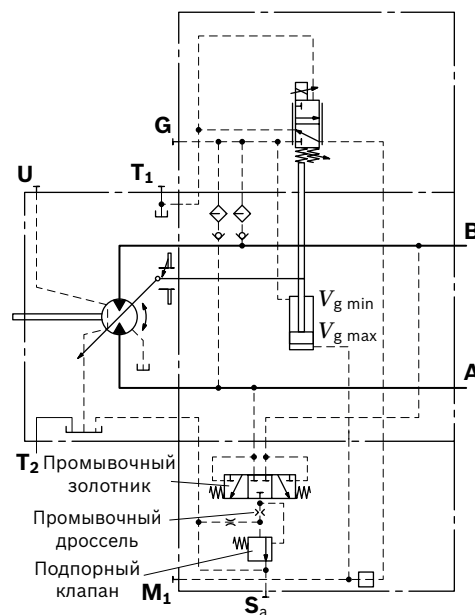 G
U
T1
B
Vg min
Vg max
A
T2
Промывочный
золотник
Промывочный
дроссель
Подпорный
клапан
M1
Sa